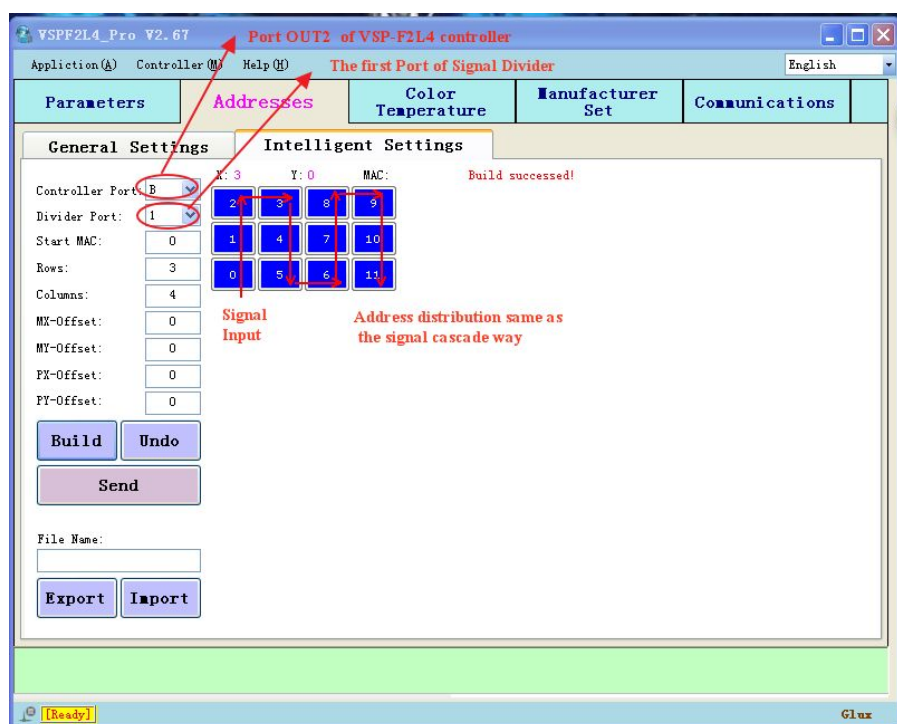 VSPF2L4_Pro V2.67
Port OUT2 of VSP-F2L4 controller
Appliction(A) Controller(M) Help(H)
The first Port of Signal Divider
English
Parameters
Addresses
Color Temperature
Manufacturer Set
Communications
General Settings
Intelligent Settings
X: 3 Y: 0 MAC: Build successed!
Controller Port: B
Divider Port: 1
Start MAC: 0
Rows: 3
Columns: 4
MX-Offset: 0
MY-Offset: 0
PX-Offset: 0
PY-Offset: 0
2 3 8 9
1 4 7 10
0 5 6 11
Signal
Input
Address distribution same as
the signal cascade way
Build Undo
Send
File Name:
Export Import
[Ready]
Glux